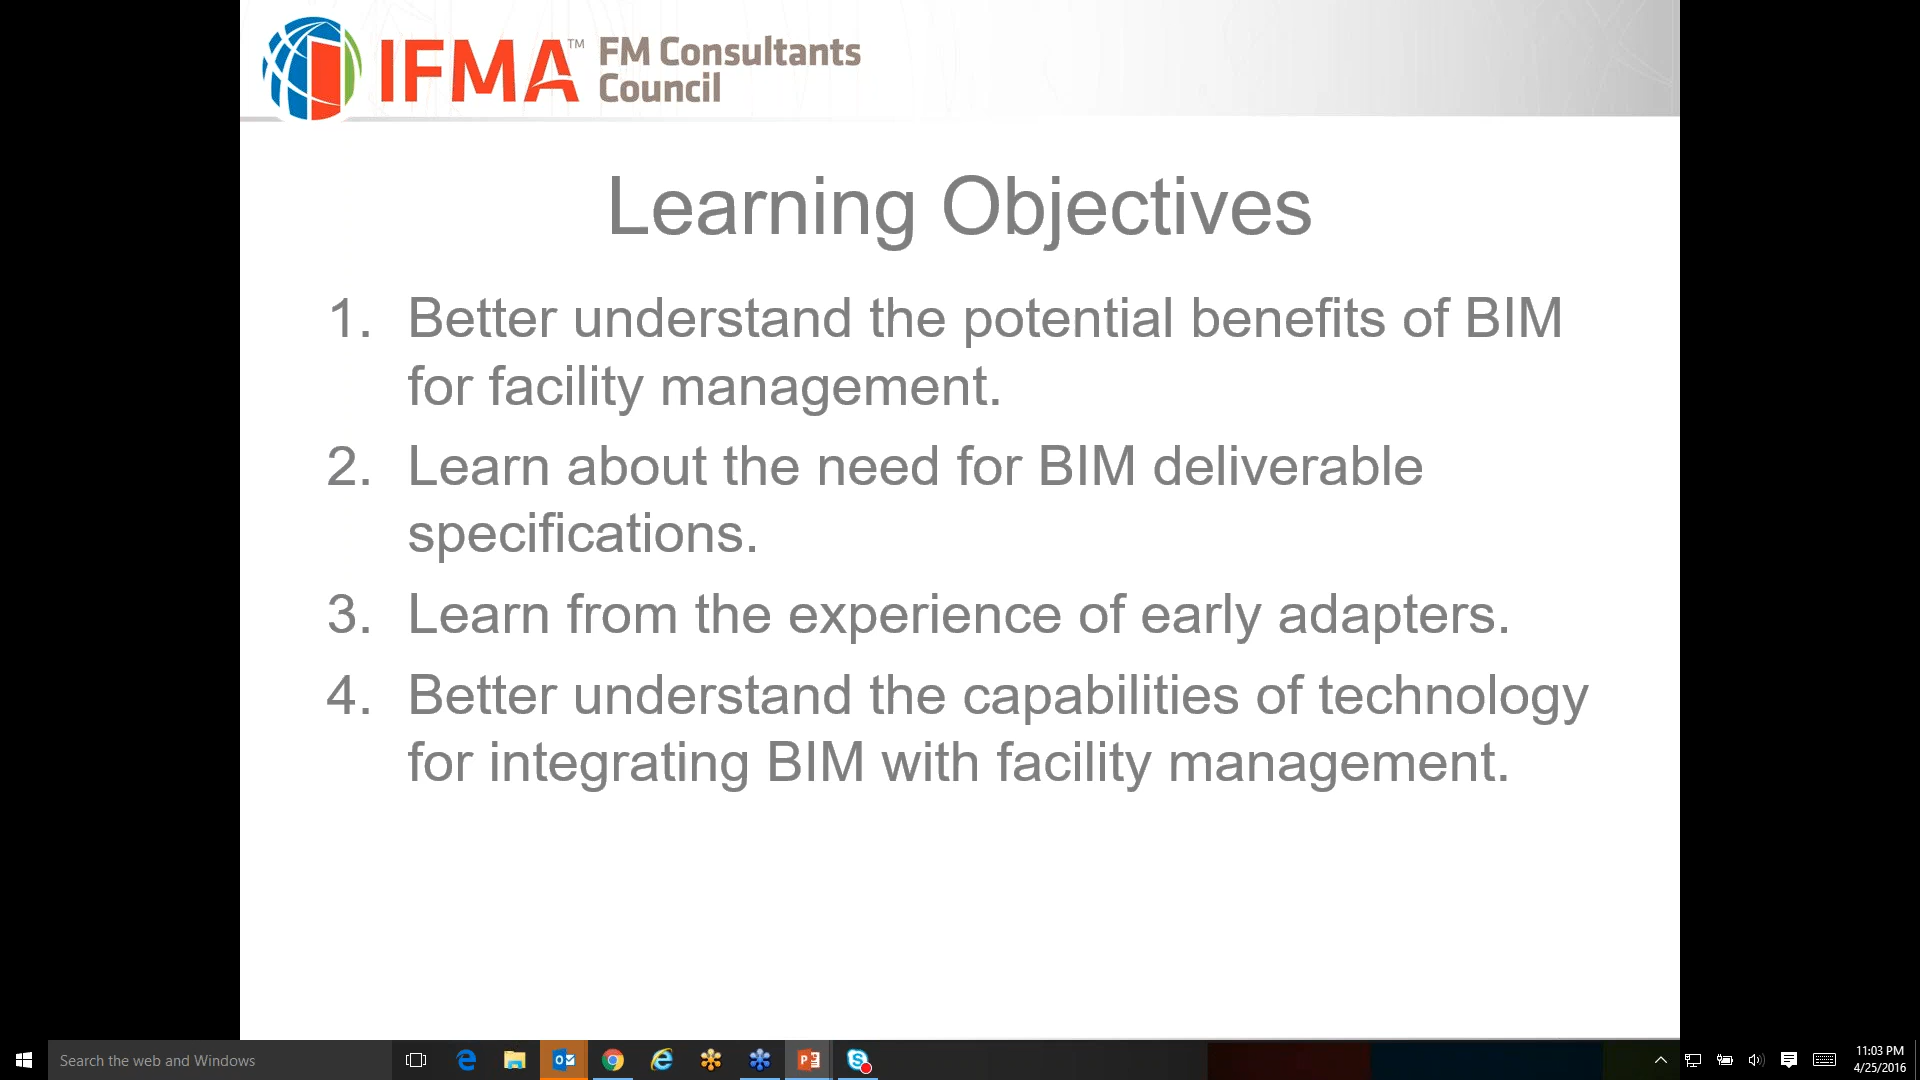 IFMA™ FM Consultants
Council
Learning Objectives
1. Better understand the potential benefits of BIM
for facility management.
2. Learn about the need for BIM deliverable
specifications.
3. Learn from the experience of early adapters.
4. Better understand the capabilities of technology
for integrating BIM with facility management.
Search the web and Windows
11:03 PM
4/25/2016